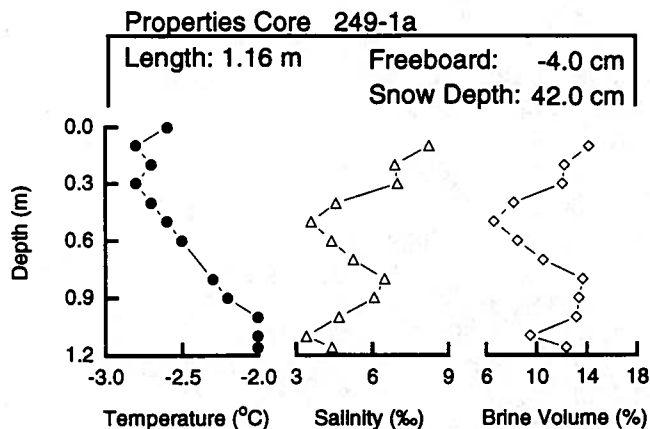 Properties Core 249-1a
Length: 1.16 m Freeboard: -4.0 cm
Snow Depth: 42.0 cm
0.0
0.3
0.6
0.9
1.2
Depth (m)
-3.0 -2.5 -2.0 3 6 9 6 10 14 18
Temperature (°C) Salinity (‰) Brine Volume (%)